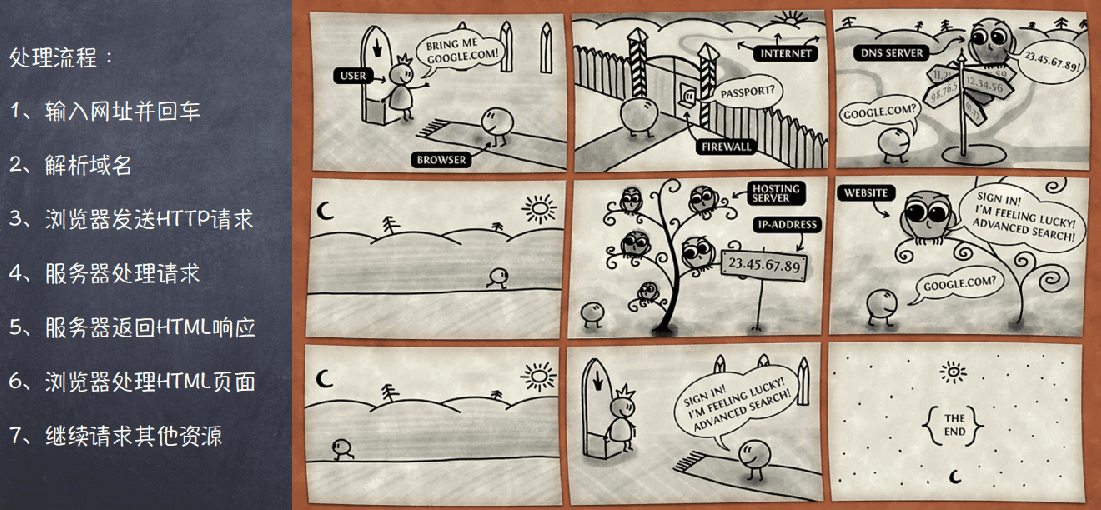 处理流程：
1、输入网址并回车
2、解析域名
3、浏览器发送HTTP请求
4、服务器处理请求
5、服务器返回HTML响应
6、浏览器处理HTML页面
7、继续请求其他资源
BRING ME
GOOGLE.COM!
USER
BROWSER
INTERNET
PASSPORT?
FIREWALL
DNS SERVER
23.45.67.89!
12.34.56
98.76.5
GOOGLE.COM?
HOSTING
SERVER
IP-ADDRESS
23.45.67.89
WEBSITE
SIGN IN!
I'M FEELING LUCKY!
ADVANCED SEARCH!
GOOGLE.COM?
SIGN IN!
I'M FEELING LUCKY!
ADVANCED SEARCH!
THE
END